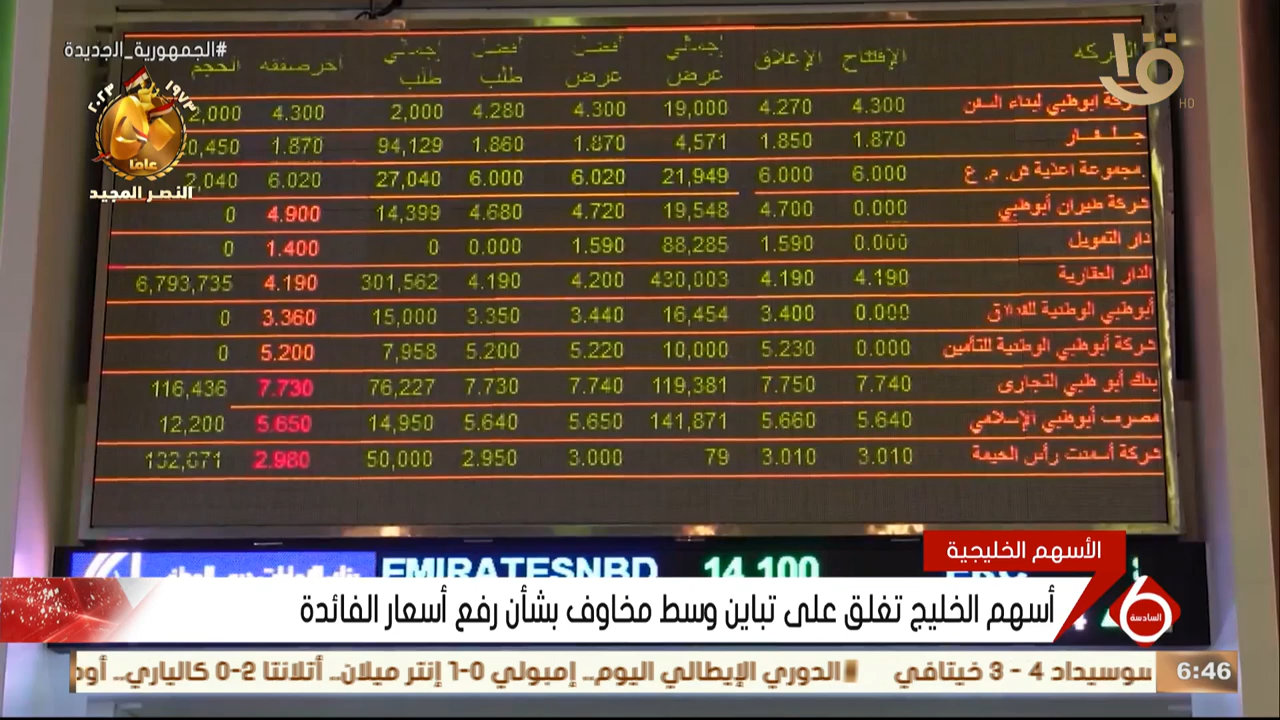 #الجمهورية_الجديدة
١٩٧٣
٢٠٢٣
عاما
النصر المجيد
HD
الإفتتاح الإغلاق إجمالي عرض أفضل عرض أفضل طلب إجمالي طلب آخر صفقه الحجم
شركة ابوظبي لبناء السفن 4.300 4.270 19,000 4.300 4.280 2,000 4.300
جلفار 1.870 1.850 4,571 1.870 1.860 94,129 1.870
مجموعة اغذية ش. م. ع 6.000 6.000 21,949 6.020 6.000 27,040 6.020
شركة طيران أبوظبي 0.000 4.700 19,548 4.720 4.680 14,399 4.900 0
دار التمويل 0.000 1.590 88,285 1.590 0.000 0 1.400 0
الدار العقارية 4.190 4.190 430,003 4.200 4.190 301,562 4.190 6,793,735
أبوظبي الوطنية للفنادق 0.000 3.400 16,454 3.440 3.350 15,000 3.360 0
شركة أبوظبي الوطنية للتأمين 0.000 5.230 10,000 5.220 5.200 7,958 5.200 0
بنك أبو ظبي التجارى 7.740 7.750 119,381 7.740 7.730 76,227 7.730 116,436
مصرف أبوظبي الإسلامي 5.640 5.660 141,871 5.650 5.640 14,950 5.650 12,200
شركة أسمنت رأس الخيمة 3.010 3.010 79 3.000 2.950 50,000 2.980 132,671
EMIRATESNBD 14.100
الأسهم الخليجية
أسهم الخليج تغلق على تباين وسط مخاوف بشأن رفع أسعار الفائدة
السادسة
سوسيداد 4 - 3 خيتافي الدوري الإيطالي اليوم.. إمبولي 0-1 إنتر ميلان.. أتلانتا 2-0 كالياري..
6:46